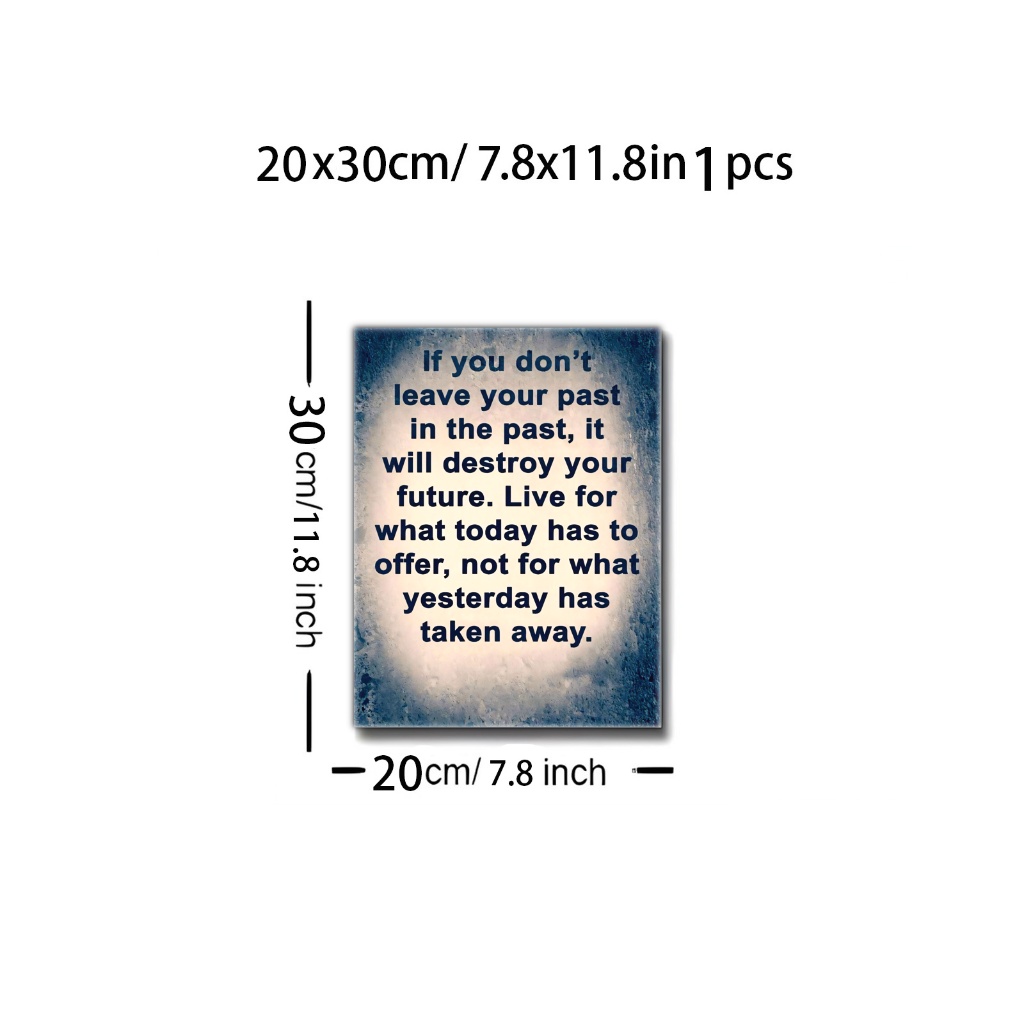 20x30cm/ 7.8x11.8in 1 pcs
If you don't
leave your past
in the past, it
will destroy your
future. Live for
what today has to
offer, not for what
yesterday has
taken away.
30 cm/11.8 inch
20cm/ 7.8 inch